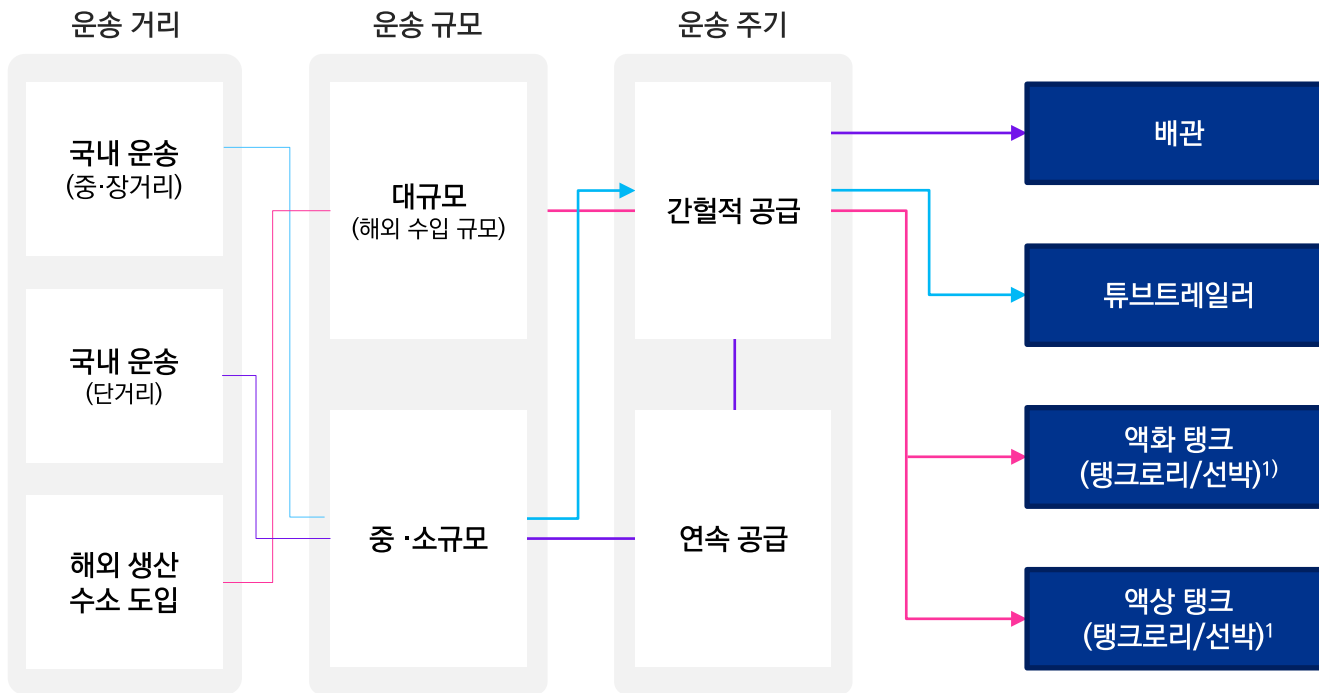 운송 거리
운송 규모
운송 주기
국내 운송
(중·장거리)
국내 운송
(단거리)
해외 생산
수소 도입
대규모
(해외 수입 규모)
중 ·소규모
간헐적 공급
연속 공급
배관
튜브트레일러
액화 탱크
(탱크로리/선박)1)
액상 탱크
(탱크로리/선박)1